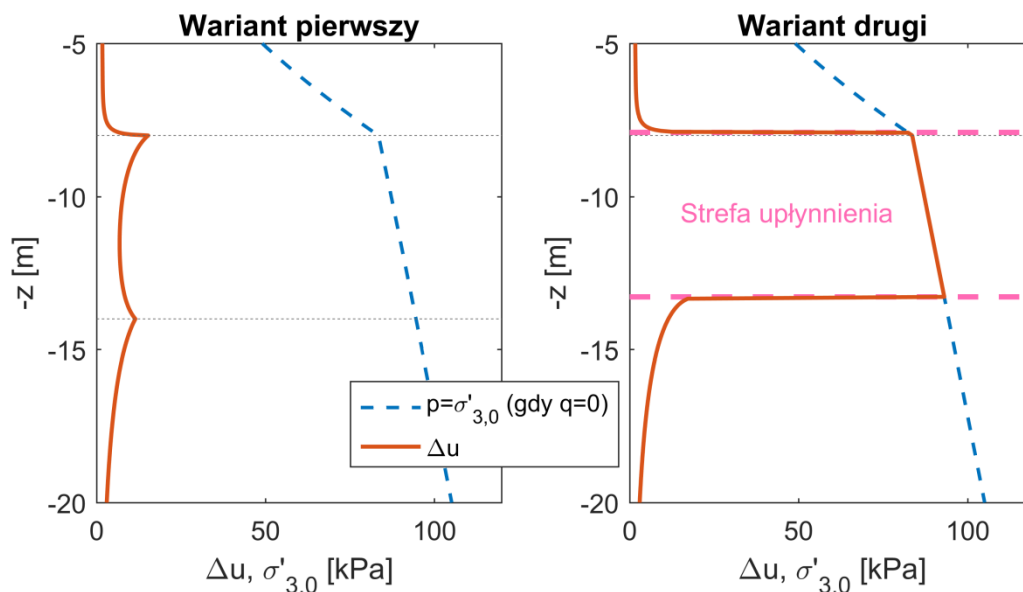 Wariant pierwszy
-5
-10
-15
-20
-z [m]
0
50
100
Δu, σ'3,0 [kPa]
Wariant drugi
-5
-10
-15
-20
-z [m]
Strefa upłynnienia
0
50
100
Δu, σ'3,0 [kPa]
p=σ'3,0 (gdy q=0)
Δu